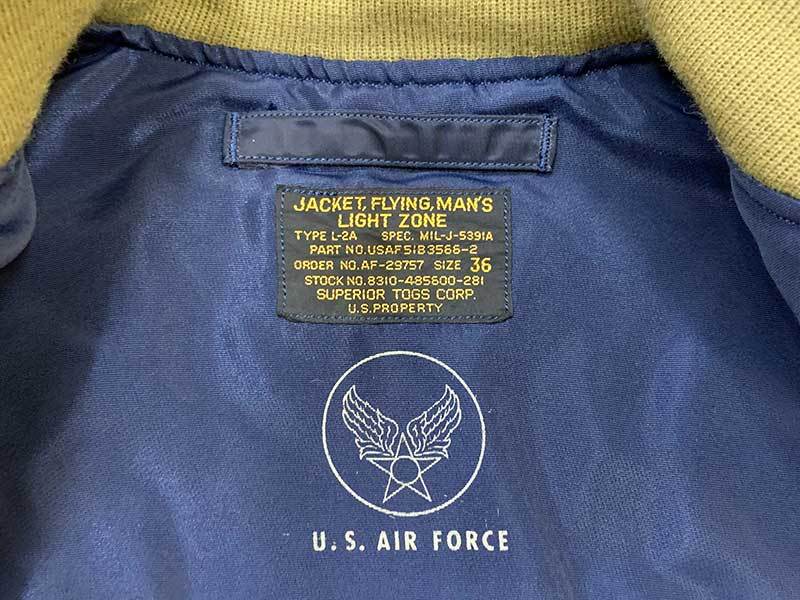 JACKET, FLYING, MAN'S
LIGHT ZONE
TYPE L-2A SPEC. MIL-J-5391A
PART NO. USAF51B3566-2
ORDER NO. AF-29757 SIZE 36
STOCK NO. 8310-485600-281
SUPERIOR TOGS CORP.
U.S. PROPERTY
U. S. AIR FORCE